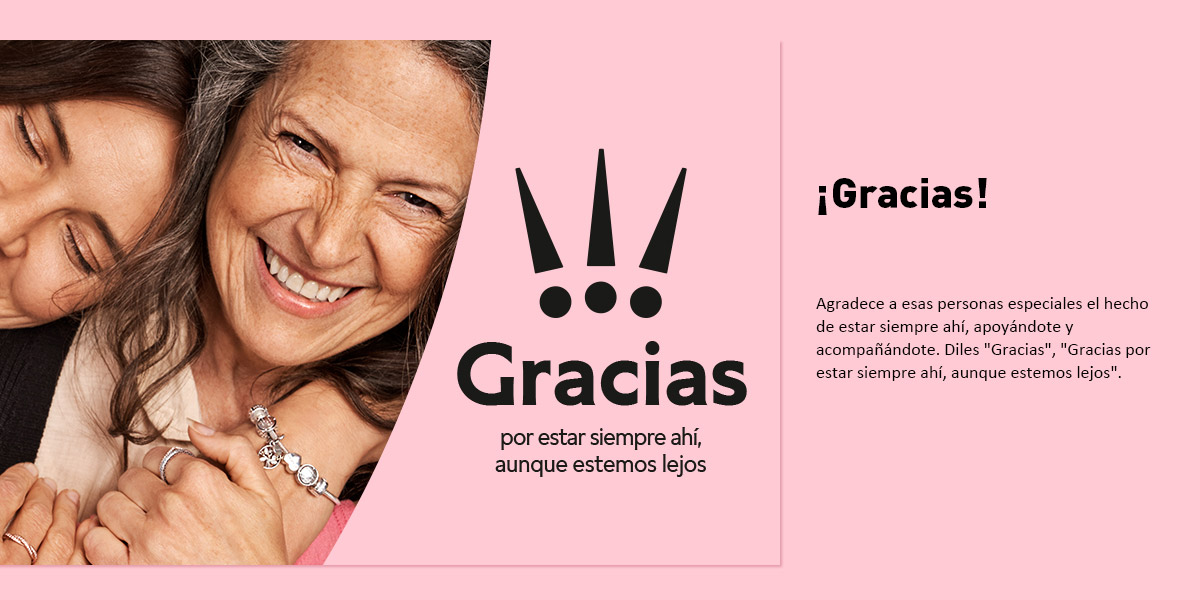 Gracias
por estar siempre ahí,
aunque estemos lejos
¡Gracias!
Agradece a esas personas especiales el hecho
de estar siempre ahí, apoyándote y
acompañándote. Diles "Gracias", "Gracias por
estar siempre ahí, aunque estemos lejos".